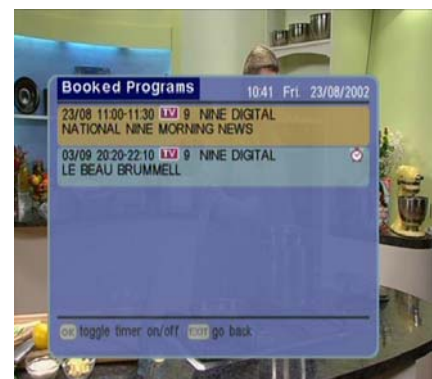 Booked Programs 10:41 Fri. 23/08/2002
23/08 11:00-11:30 TV 9 NINE DIGITAL
NATIONAL NINE MORNING NEWS
03/09 20:20-22:10 TV 9 NINE DIGITAL
LE BEAU BRUMMELL
OK toggle timer on/off EXIT go back